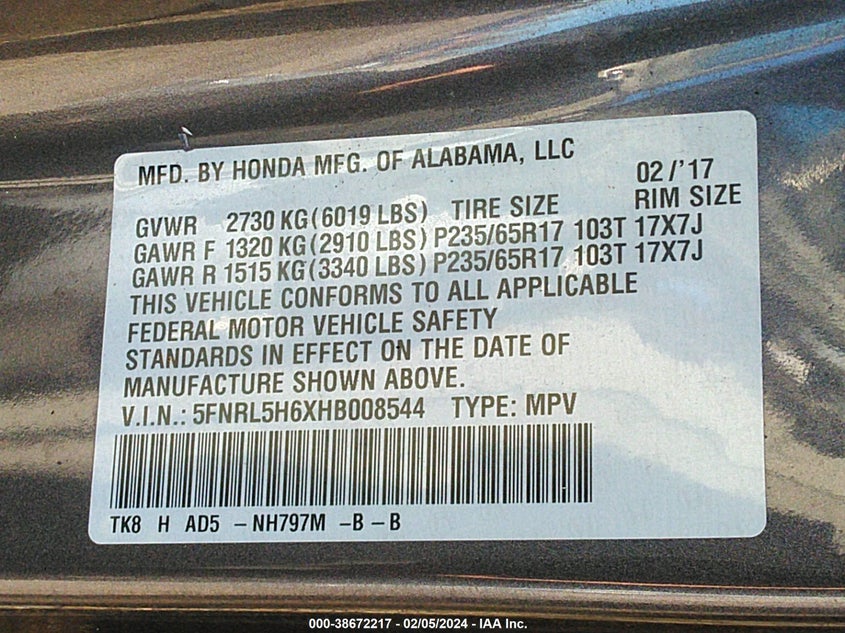 MFD. BY HONDA MFG. OF ALABAMA, LLC 02/'17
GVWR 2730 KG(6019 LBS) TIRE SIZE RIM SIZE
GAWR F 1320 KG(2910 LBS) P235/65R17 103T 17X7J
GAWR R 1515 KG(3340 LBS) P235/65R17 103T 17X7J
THIS VEHICLE CONFORMS TO ALL APPLICABLE
FEDERAL MOTOR VEHICLE SAFETY
STANDARDS IN EFFECT ON THE DATE OF
MANUFACTURE SHOWN ABOVE.
V.I.N.: 5FNRL5H6XHB008544 TYPE: MPV
TK8 H AD5 – NH797M – B – B
000-38672217 - 02/05/2024 - IAA Inc.